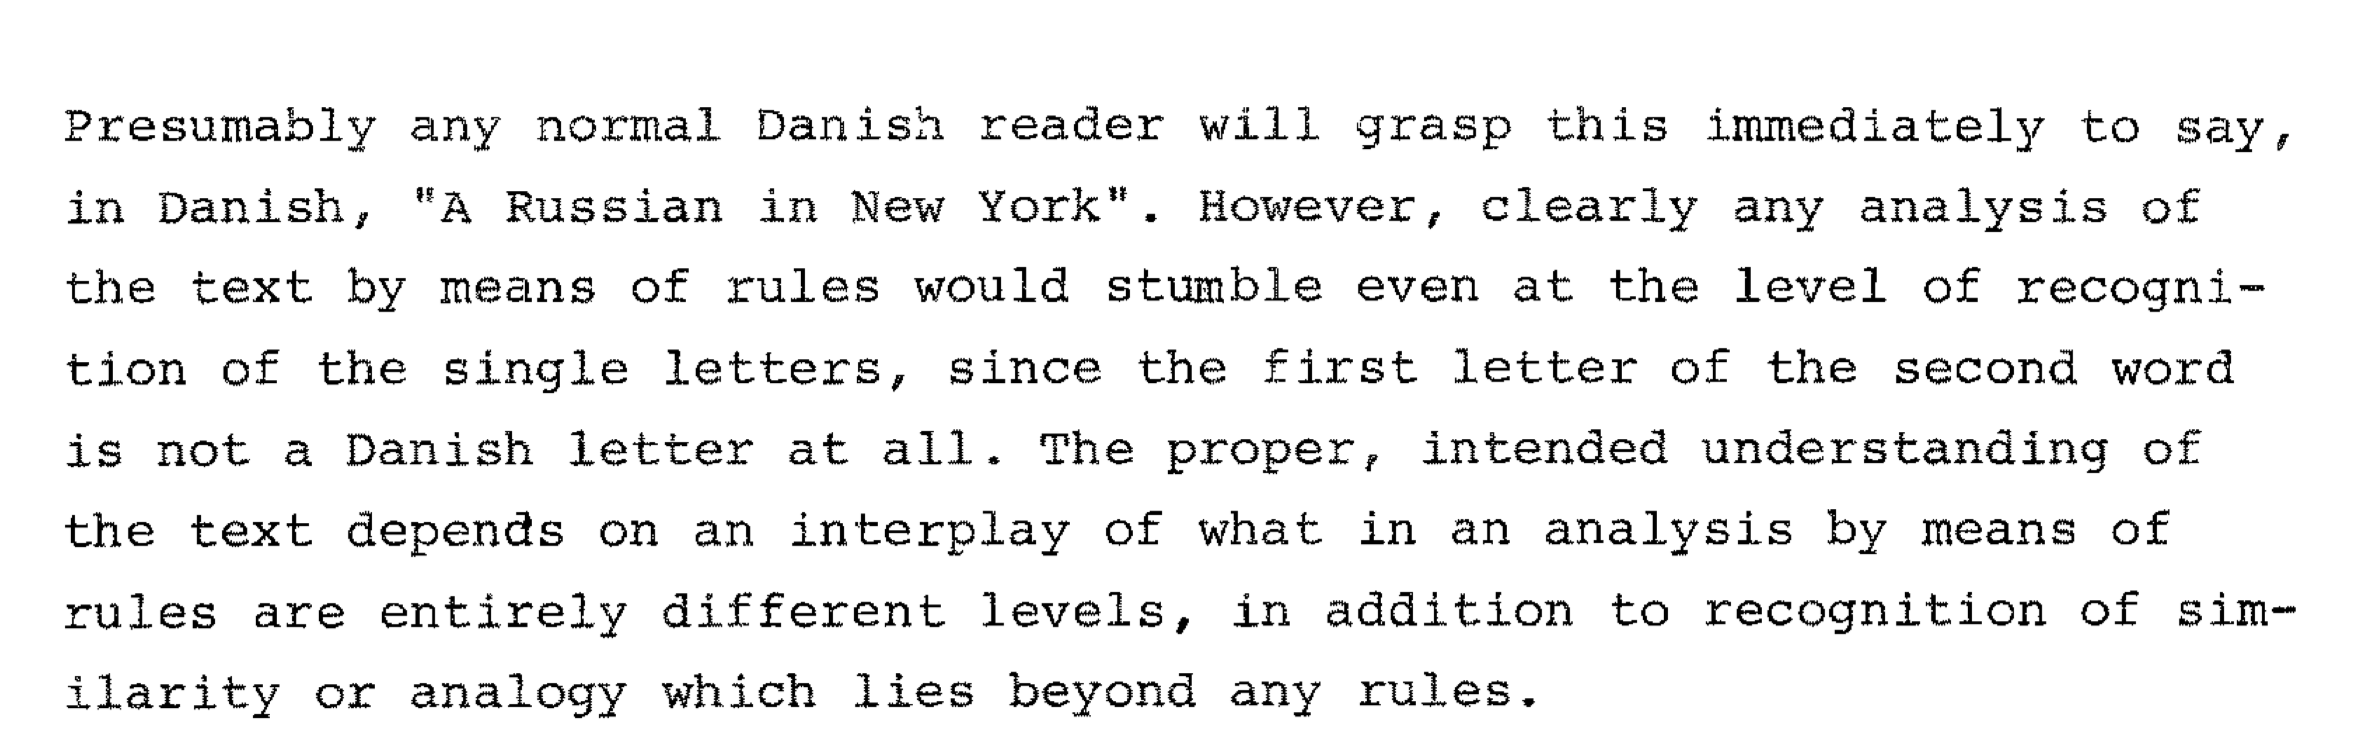 Presumably any normal Danish reader will grasp this immediately to say,
in Danish, "A Russian in New York". However, clearly any analysis of
the text by means of rules would stumble even at the level of recogni-
tion of the single letters, since the first letter of the second word
is not a Danish letter at all. The proper, intended understanding of
the text depends on an interplay of what in an analysis by means of
rules are entirely different levels, in addition to recognition of sim-
ilarity or analogy which lies beyond any rules.